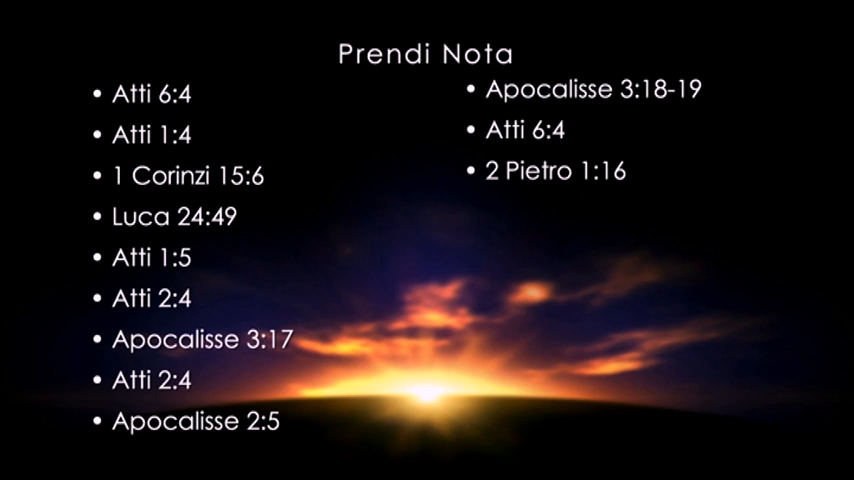 Prendi Nota
• Atti 6:4
• Atti 1:4
• 1 Corinzi 15:6
• Luca 24:49
• Atti 1:5
• Atti 2:4
• Apocalisse 3:17
• Atti 2:4
• Apocalisse 2:5
• Apocalisse 3:18-19
• Atti 6:4
• 2 Pietro 1:16